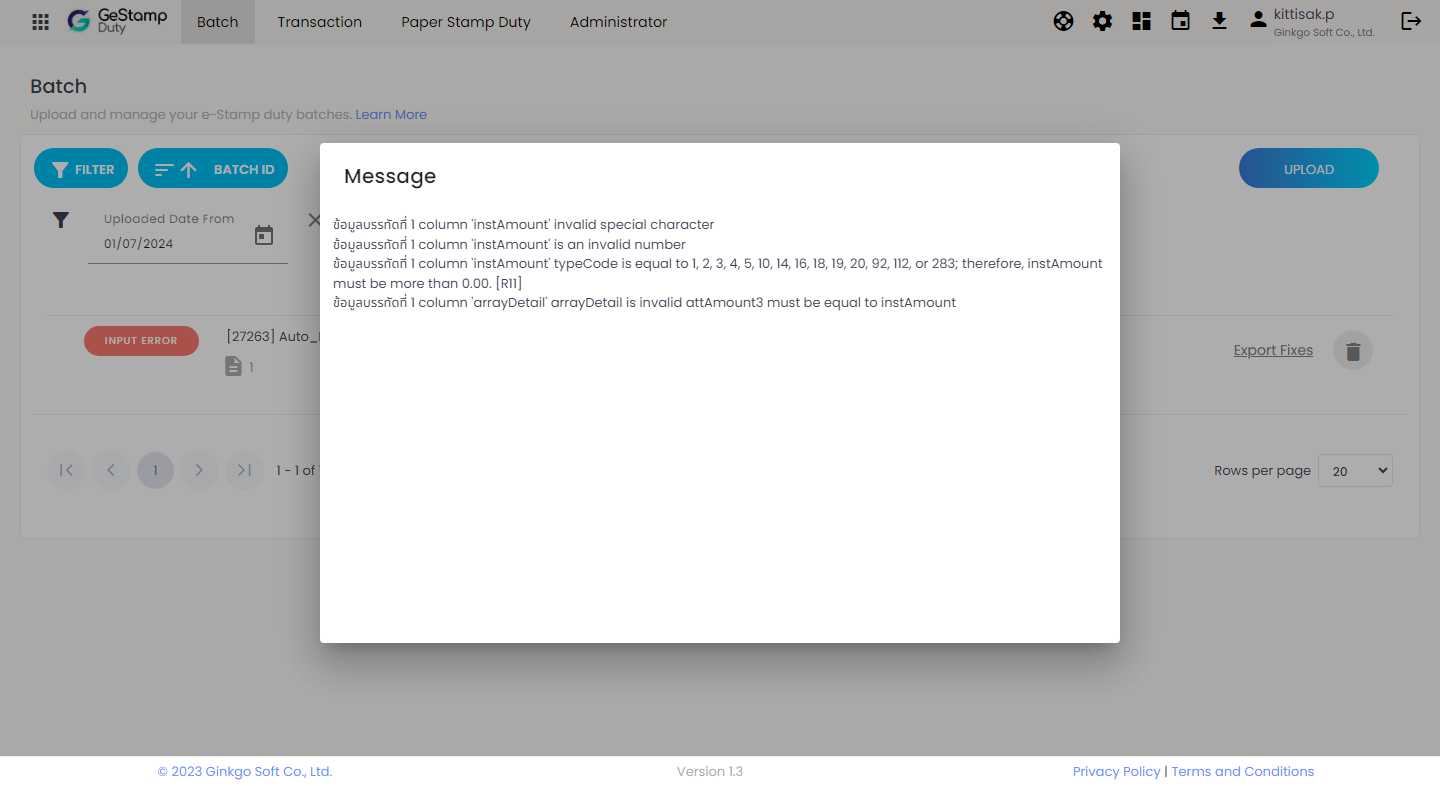 GeStamp
Duty
Batch
Transaction
Paper Stamp Duty
Administrator
kittisak.p
Ginkgo Soft Co., Ltd.
Batch
Upload and manage your e-Stamp duty batches. Learn More
FILTER
BATCH ID
UPLOAD
Uploaded Date From
01/07/2024
Message
ข้อมูลบรรทัดที่ 1 column 'instAmount' invalid special character
ข้อมูลบรรทัดที่ 1 column 'instAmount' is an invalid number
ข้อมูลบรรทัดที่ 1 column 'instAmount' typeCode is equal to 1, 2, 3, 4, 5, 10, 14, 16, 18, 19, 20, 92, 112, or 283; therefore, instAmount
must be more than 0.00. [R11]
ข้อมูลบรรทัดที่ 1 column 'arrayDetail' arrayDetail is invalid attAmount3 must be equal to instAmount
INPUT ERROR
[27263] Auto_
1
Export Fixes
1
1 - 1 of
Rows per page
20
© 2023 Ginkgo Soft Co., Ltd.
Version 1.3
Privacy Policy | Terms and Conditions